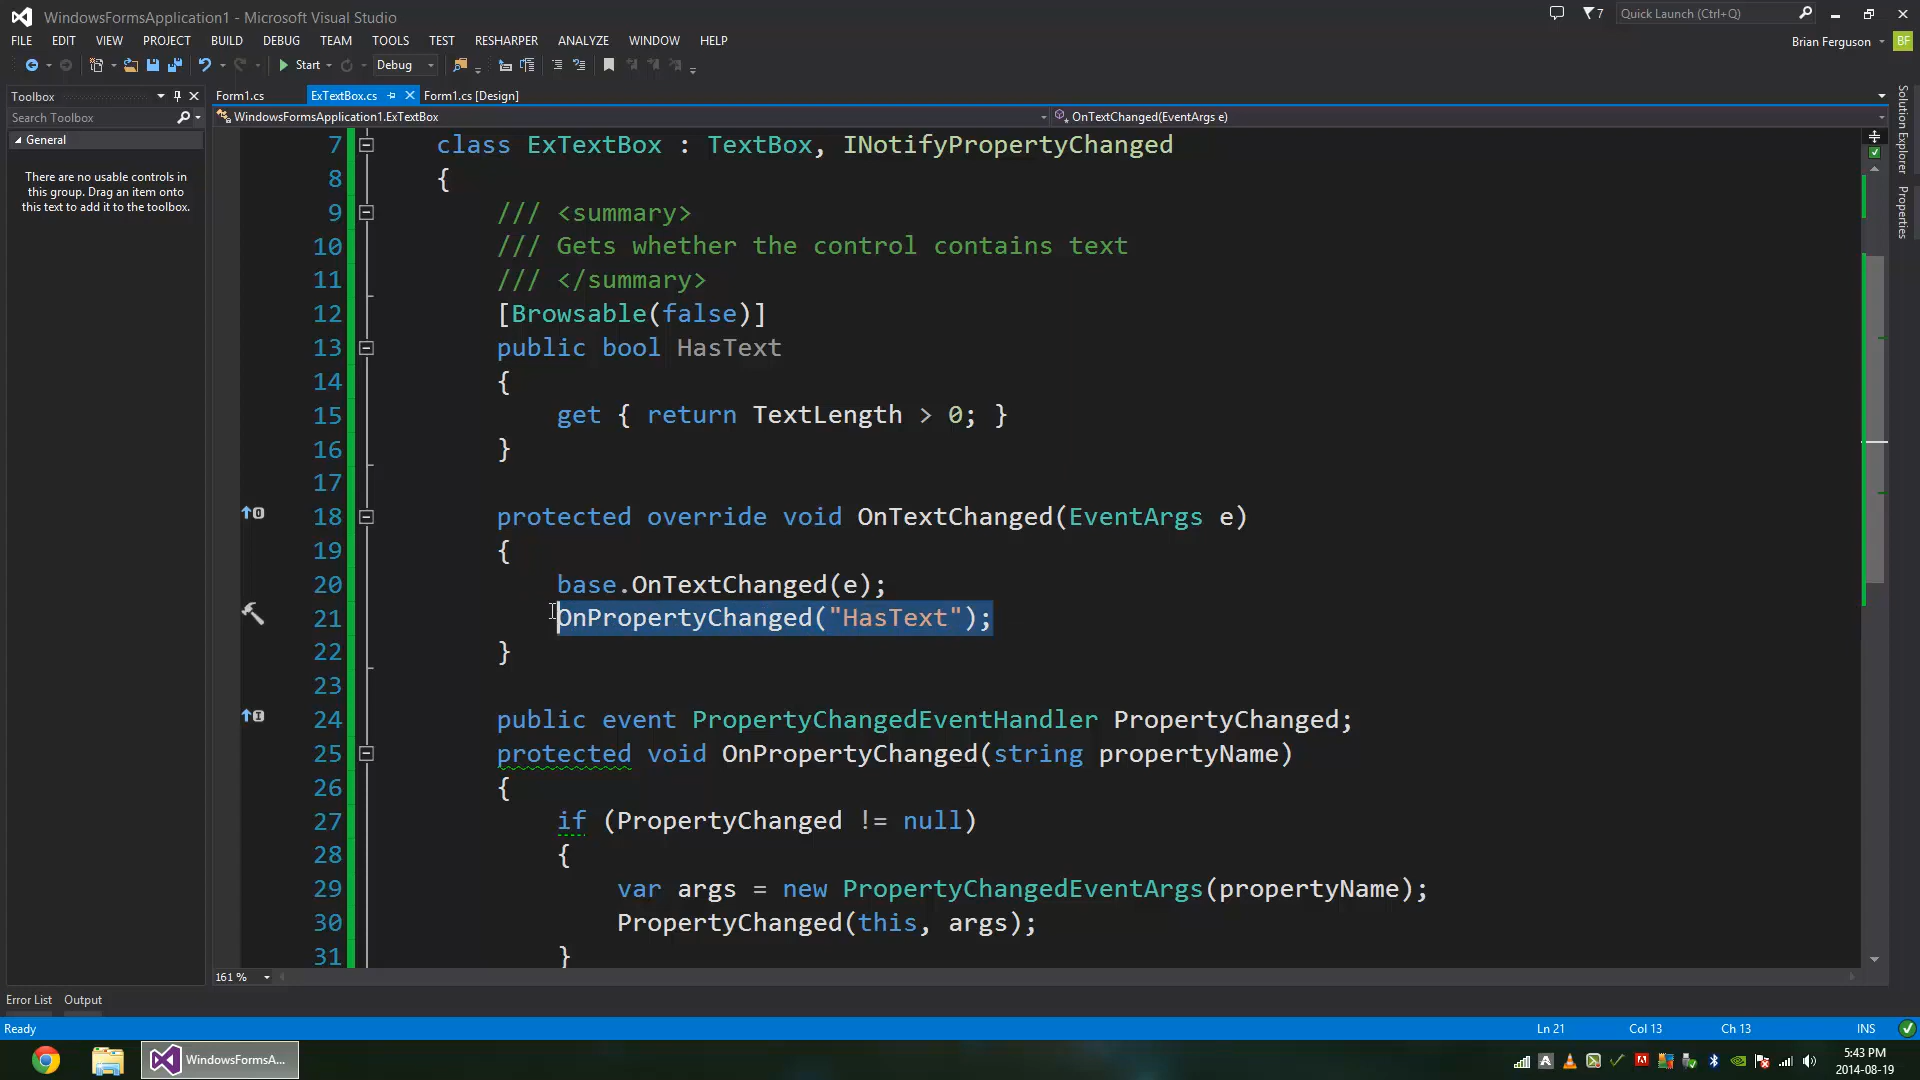 WindowsFormsApplication1 - Microsoft Visual Studio
7
Quick Launch (Ctrl+Q)
FILE EDIT VIEW PROJECT BUILD DEBUG TEAM TOOLS TEST RESHARPER ANALYZE WINDOW HELP
Brian Ferguson
BF
Start
Debug
Toolbox
Search Toolbox
General
There are no usable controls in
this group. Drag an item onto
this text to add it to the toolbox.
Form1.cs ExTextBox.cs Form1.cs [Design]
WindowsFormsApplication1.ExTextBox
OnTextChanged(EventArgs e)
7 class ExTextBox : TextBox, INotifyPropertyChanged
8 {
9 /// <summary>
10 /// Gets whether the control contains text
11 /// </summary>
12 [Browsable(false)]
13 public bool HasText
14 {
15 get { return TextLength > 0; }
16 }
17
18 protected override void OnTextChanged(EventArgs e)
19 {
20 base.OnTextChanged(e);
21 OnPropertyChanged("HasText");
22 }
23
24 public event PropertyChangedEventHandler PropertyChanged;
25 protected void OnPropertyChanged(string propertyName)
26 {
27 if (PropertyChanged != null)
28 {
29 var args = new PropertyChangedEventArgs(propertyName);
30 PropertyChanged(this, args);
31 }
161 %
Solution Explorer
Properties
Error List Output
Ready
Ln 21 Col 13 Ch 13 INS
WindowsFormsA...
5:43 PM
2014-08-19